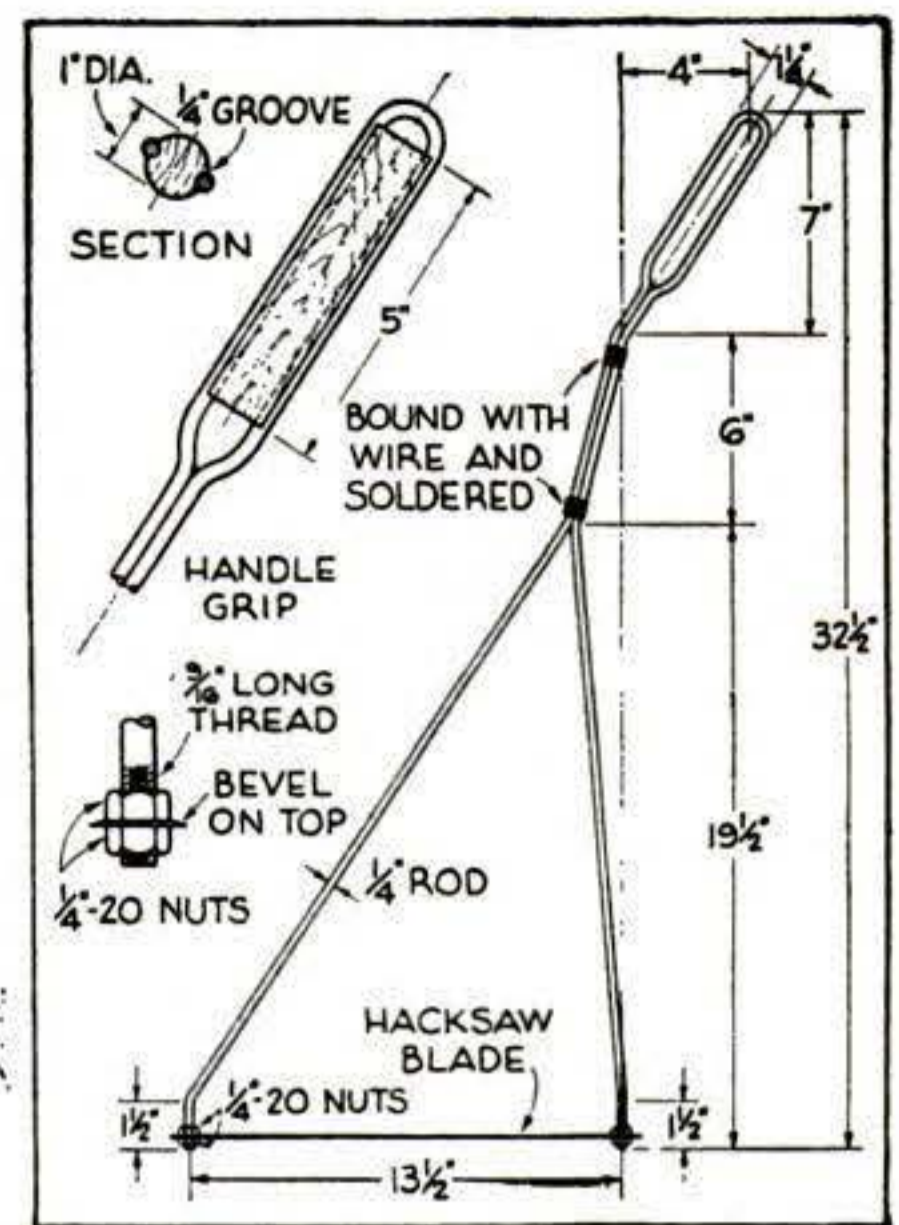 1" DIA.
1/4" GROOVE
SECTION
5"
HANDLE
GRIP
4"
1 1/4"
7"
BOUND WITH
WIRE AND
SOLDERED
6"
32 1/2"
9/16" LONG
THREAD
BEVEL
ON TOP
1/4"-20 NUTS
1/4" ROD
19 1/2"
HACKSAW
BLADE
1/4"-20 NUTS
1 1/2"
1 1/2"
13 1/2"